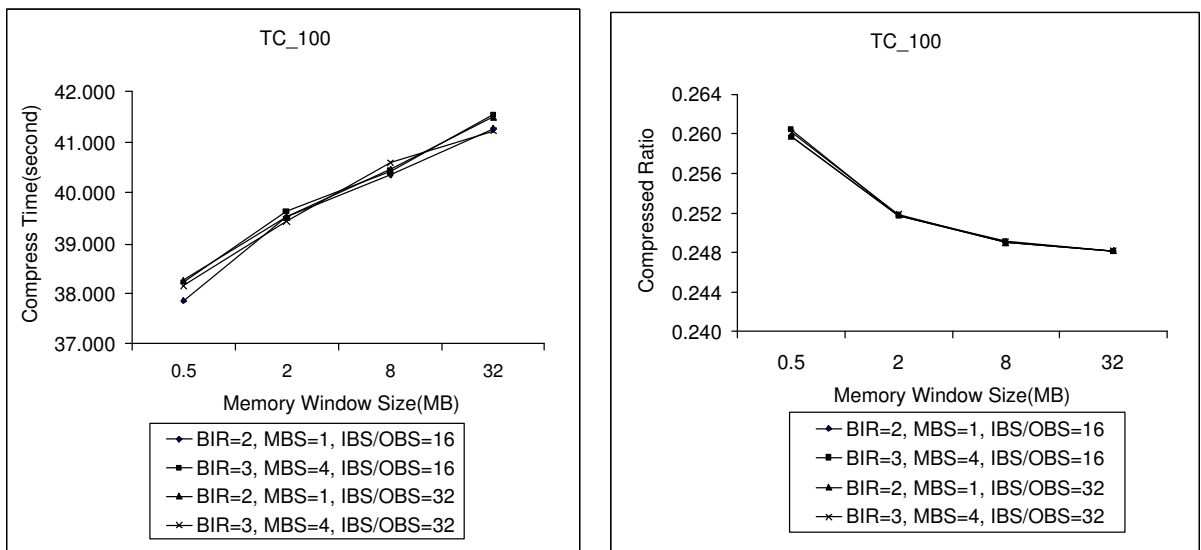 TC_100
42.000
41.000
40.000
39.000
38.000
37.000
Compress Time(second)
0.5 2 8 32
Memory Window Size(MB)
BIR=2, MBS=1, IBS/OBS=16
BIR=3, MBS=4, IBS/OBS=16
BIR=2, MBS=1, IBS/OBS=32
BIR=3, MBS=4, IBS/OBS=32
TC_100
0.264
0.260
0.256
0.252
0.248
0.244
0.240
Compressed Ratio
0.5 2 8 32
Memory Window Size(MB)
BIR=2, MBS=1, IBS/OBS=16
BIR=3, MBS=4, IBS/OBS=16
BIR=2, MBS=1, IBS/OBS=32
BIR=3, MBS=4, IBS/OBS=32